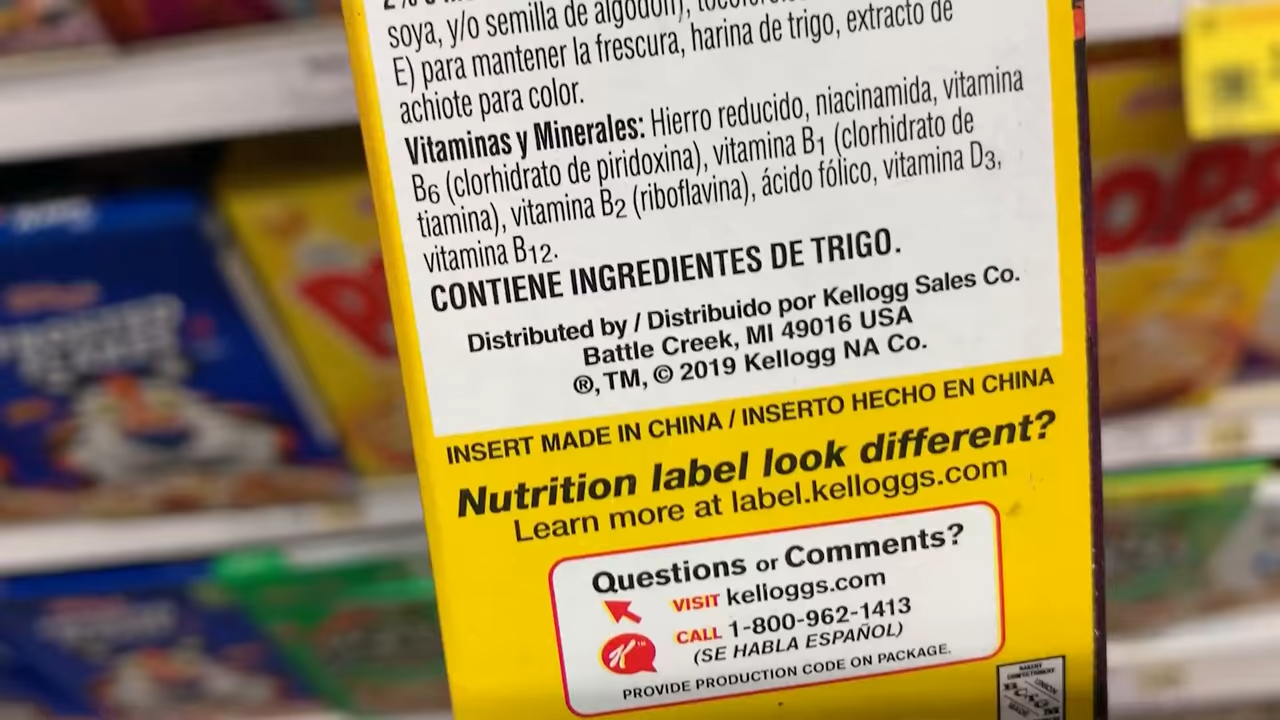 soya, y/o semilla de algodón),
E) para mantener la frescura, harina de trigo, extracto de
achiote para color.
Vitaminas y Minerales: Hierro reducido, niacinamida, vitamina
B6 (clorhidrato de piridoxina), vitamina B1 (clorhidrato de
tiamina), vitamina B2 (riboflavina), ácido fólico, vitamina D3,
vitamina B12.
CONTIENE INGREDIENTES DE TRIGO.
Distributed by / Distribuido por Kellogg Sales Co.
Battle Creek, MI 49016 USA
®, TM, © 2019 Kellogg NA Co.
INSERT MADE IN CHINA / INSERTO HECHO EN CHINA
Nutrition label look different?
Learn more at label.kelloggs.com
Questions or Comments?
VISIT kelloggs.com
CALL 1-800-962-1413
(SE HABLA ESPAÑOL)
PROVIDE PRODUCTION CODE ON PACKAGE.
K™
OPS